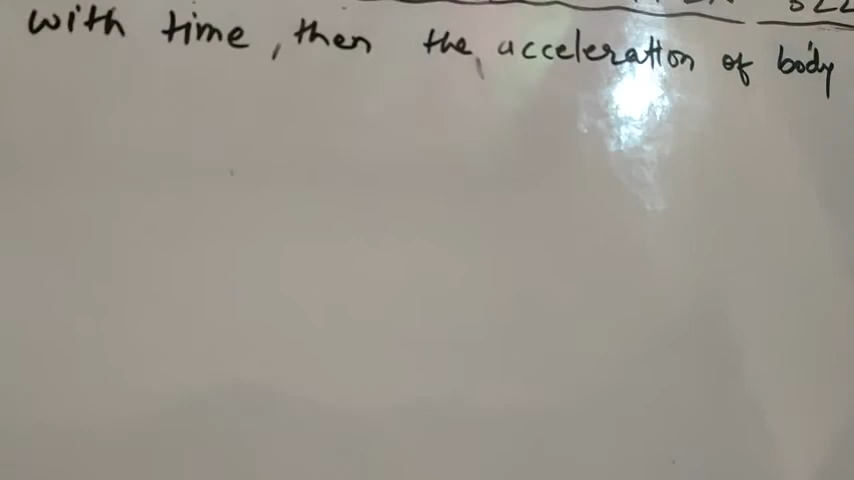 with time, then the acceleration of body